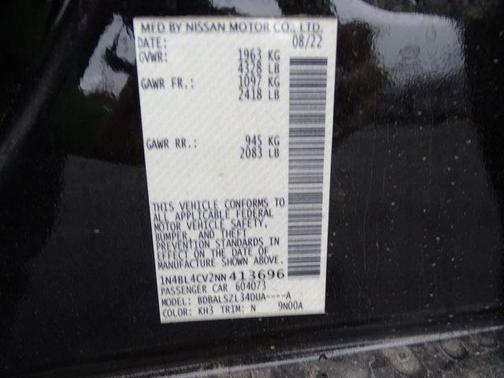 MFD BY NISSAN MOTOR CO., LTD.
DATE: 08/22
GVWR: 1963 KG
4328 LB
GAWR FR.: 1097 KG
2418 LB
GAWR RR.: 945 KG
2083 LB
THIS VEHICLE CONFORMS TO
ALL APPLICABLE FEDERAL
MOTOR VEHICLE SAFETY,
BUMPER, AND THEFT
PREVENTION STANDARDS IN
EFFECT ON THE DATE OF
MANUFACTURE SHOWN ABOVE.
1N4BL4CV2NN413696
PASSENGER CAR 604073
MODEL: BDBALSZL34DUA----A
COLOR: KH3 TRIM: N 9N00A